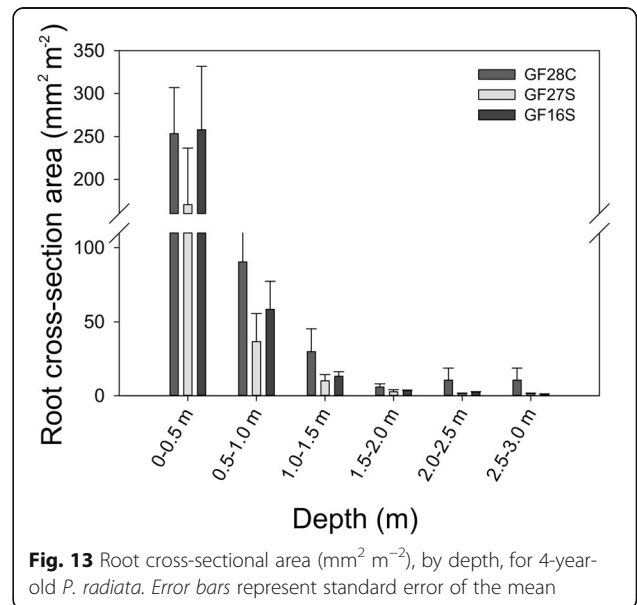 350
300
250
200
100
50
0
Root cross-section area (mm² m⁻²)
GF28C
GF27S
GF16S
0-0.5 m
0.5-1.0 m
1.0-1.5 m
1.5-2.0 m
2.0-2.5 m
2.5-3.0 m
Depth (m)
Fig. 13 Root cross-sectional area (mm² m⁻²), by depth, for 4-year-
old P. radiata. Error bars represent standard error of the mean